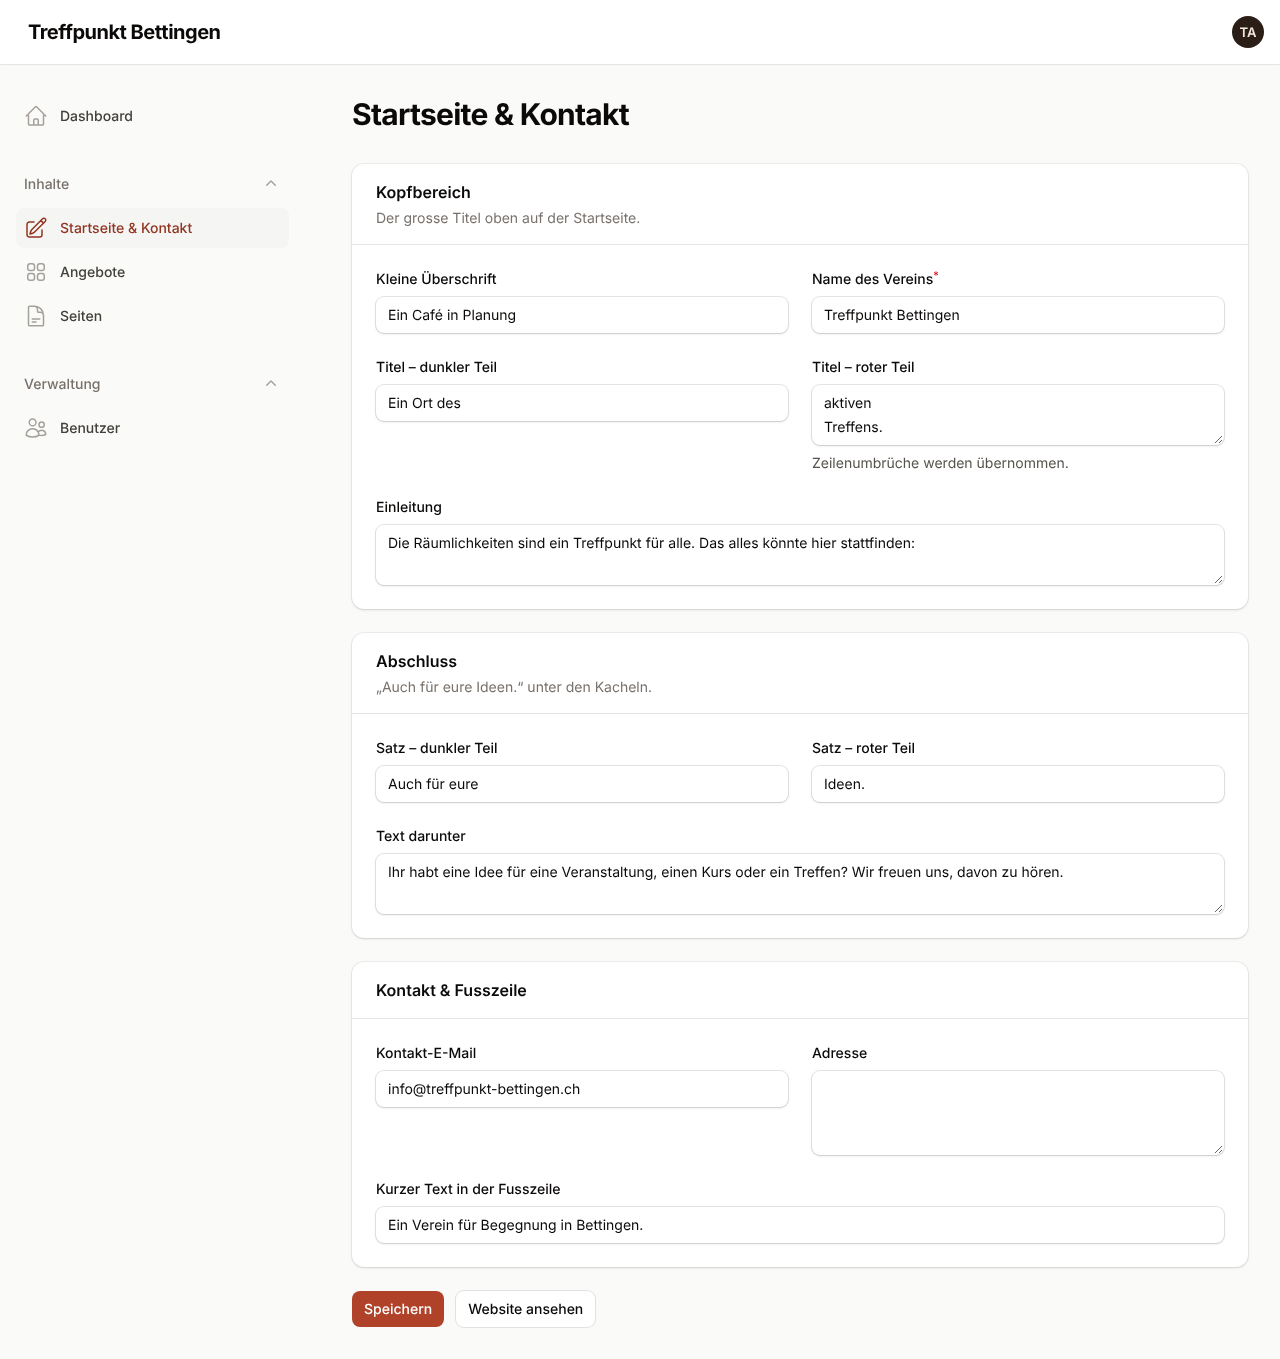 Treffpunkt Bettingen
TA
Dashboard
Inhalte
Startseite & Kontakt
Angebote
Seiten
Verwaltung
Benutzer
Startseite & Kontakt
Kopfbereich
Der grosse Titel oben auf der Startseite.
Kleine Überschrift
Ein Café in Planung
Name des Vereins*
Treffpunkt Bettingen
Titel – dunkler Teil
Ein Ort des
Titel – roter Teil
aktiven
Treffens.
Zeilenumbrüche werden übernommen.
Einleitung
Die Räumlichkeiten sind ein Treffpunkt für alle. Das alles könnte hier stattfinden:
Abschluss
„Auch für eure Ideen.“ unter den Kacheln.
Satz – dunkler Teil
Auch für eure
Satz – roter Teil
Ideen.
Text darunter
Ihr habt eine Idee für eine Veranstaltung, einen Kurs oder ein Treffen? Wir freuen uns, davon zu hören.
Kontakt & Fusszeile
Kontakt-E-Mail
info@treffpunkt-bettingen.ch
Adresse
Kurzer Text in der Fusszeile
Ein Verein für Begegnung in Bettingen.
Speichern
Website ansehen